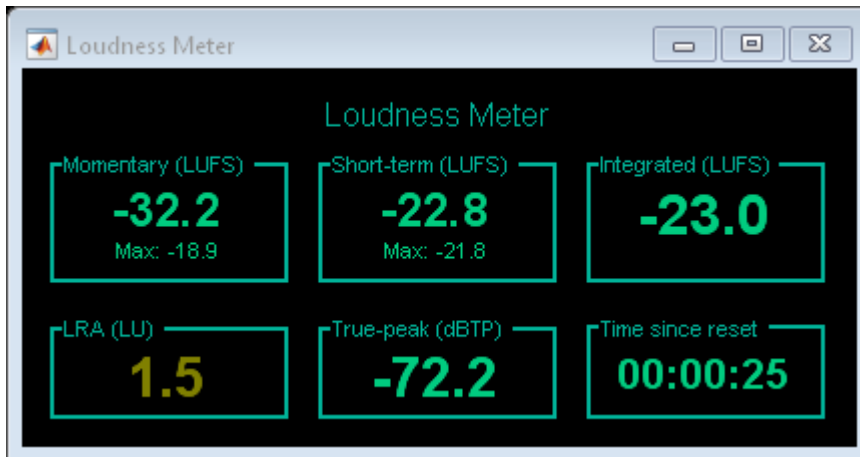 Loudness Meter
Loudness Meter
Momentary (LUFS) Short-term (LUFS) Integrated (LUFS)
-32.2 -22.8 -23.0
Max: -18.9 Max: -21.8
LRA (LU) True-peak (dBTP) Time since reset
1.5 -72.2 00:00:25